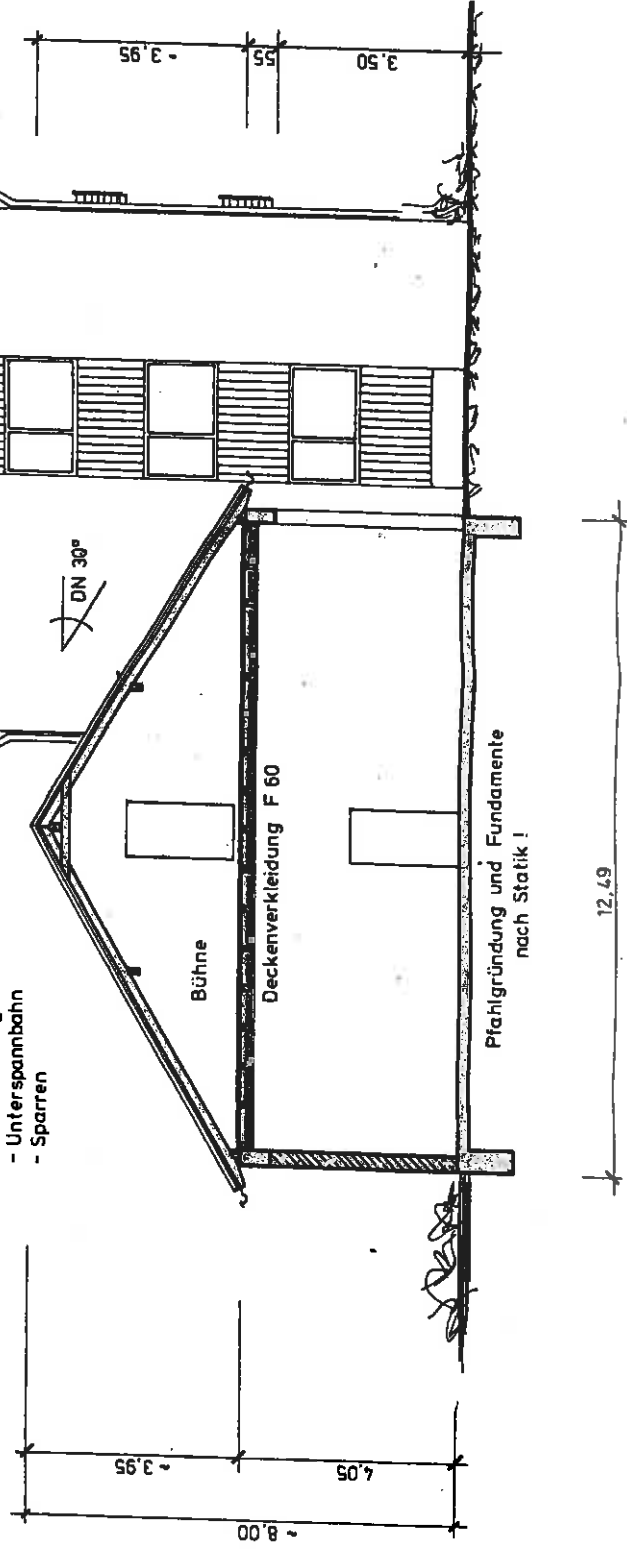 - Unterspannbahn
- Sparren
DN 30°
Bühne
Deckenverkleidung F 60
Pfahlgründung und Fundamente
nach Statik !
12,49
~ 8,00
~ 3,95
4,05
~ 3,95
55
3,50